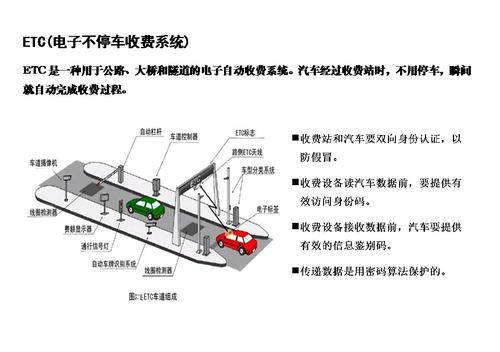 ETC(电子不停车收费系统)
ETC 是一种用于公路、大桥和隧道的电子自动收费系统。汽车经过收费站时，不用停车，瞬间
就自动完成收费过程。
自动栏杆
车道控制器
ETC标志
路侧ETC天线
车道摄像机
车型分类系统
线圈检测器
费额显示器
通行信号灯
电子标签
自动车牌识别系统
线圈检测器
ETC车道组成
■收费站和汽车要双向身份认证，以
防假冒。
■收费设备读汽车数据前，要提供有
效访问身份码。
■收费设备接收数据前，汽车要提供
有效的信息鉴别码。
■传递数据是用密码算法保护的。